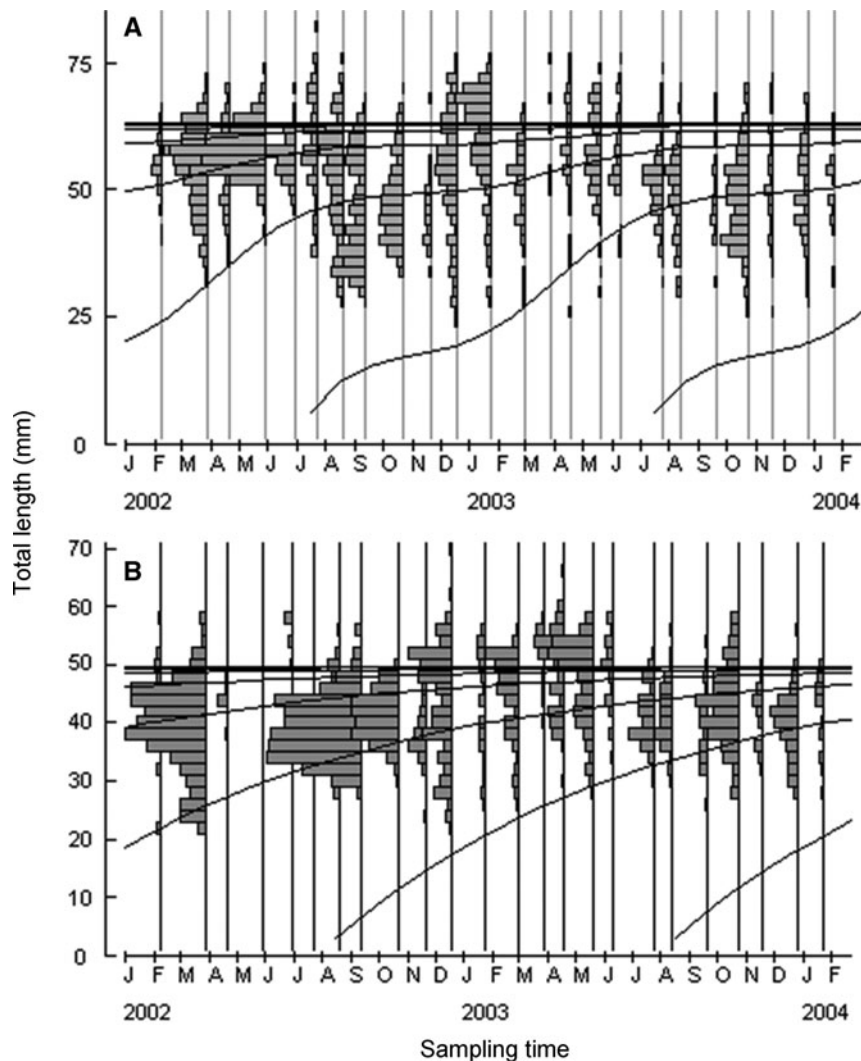 A
75
50
25
0
J F M A M J J A S O N D J F M A M J J A S O N D J F
2002 2003 2004
Total length (mm)
B
70
60
50
40
30
20
10
0
J F M A M J J A S O N D J F M A M J J A S O N D J F
2002 2003 2004
Sampling time